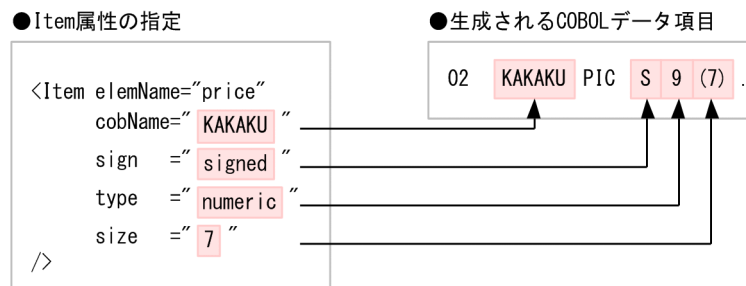 ●Item属性の指定
<Item elemName="price"
cobName="KAKAKU"
sign ="signed"
type ="numeric"
size ="7"
/>
●生成されるCOBOLデータ項目
02 KAKAKU PIC S 9 (7) .